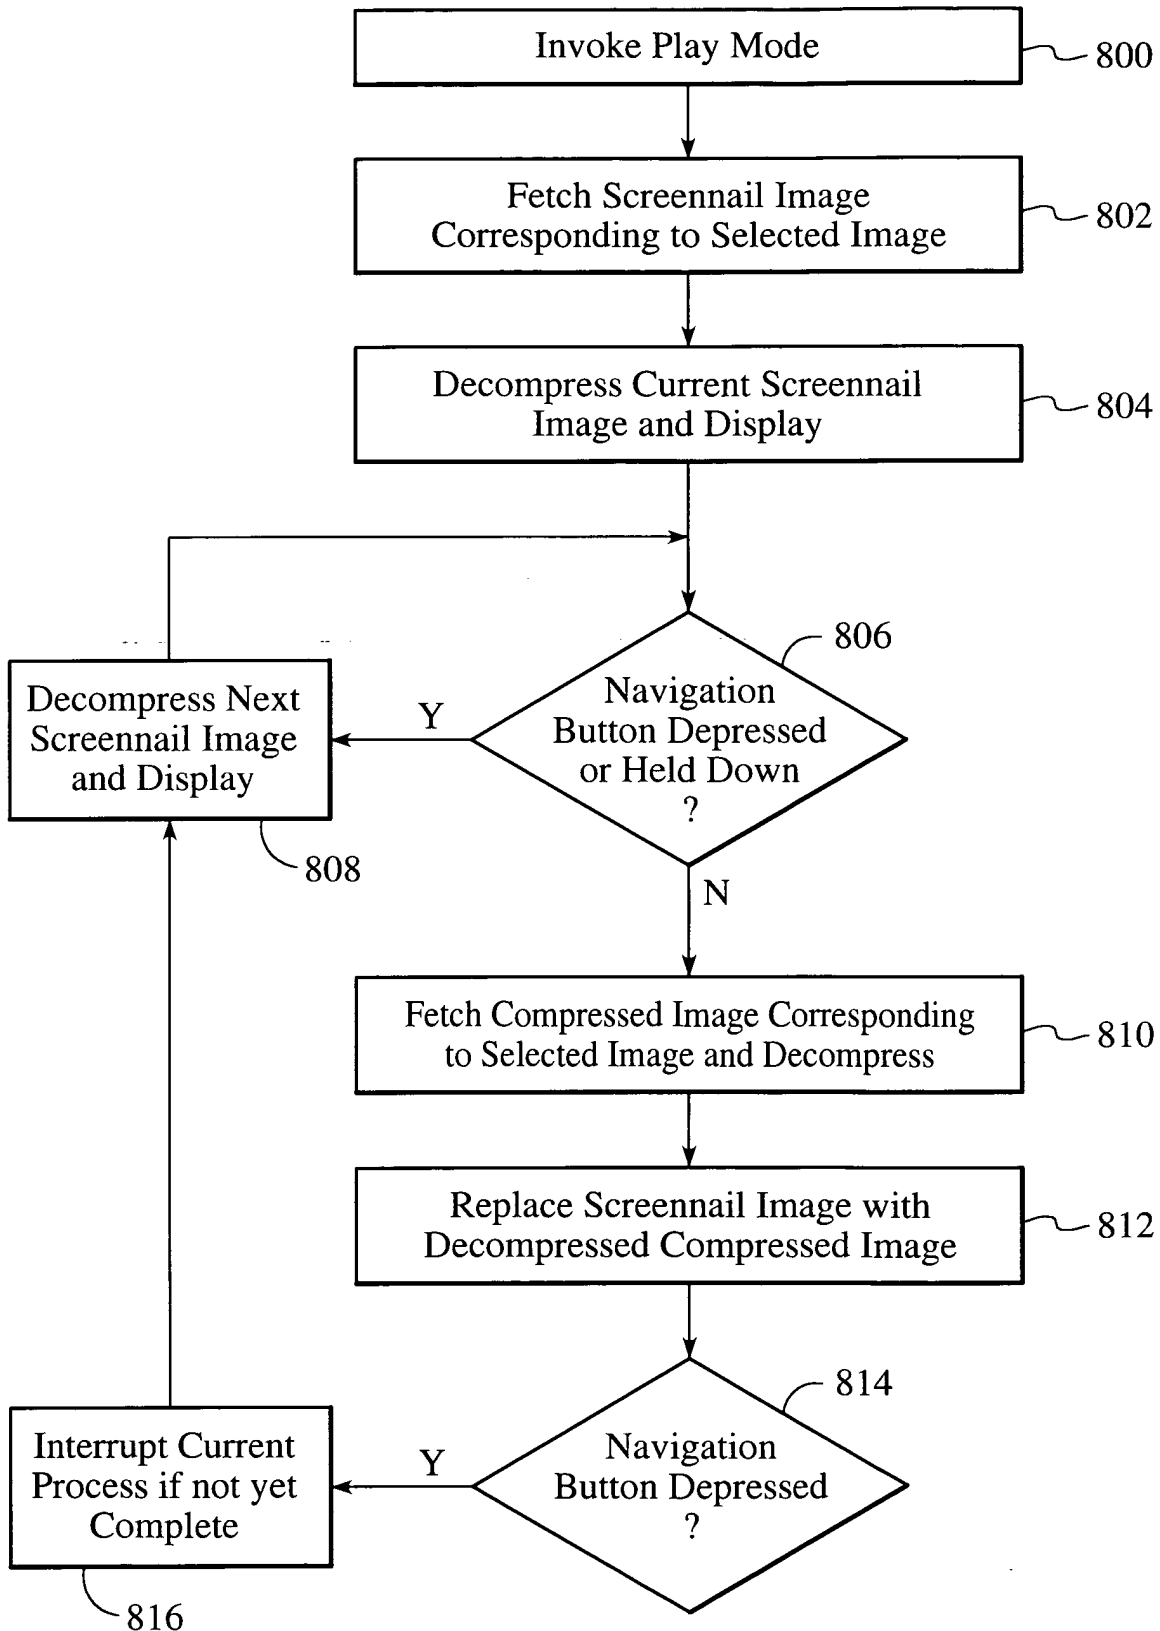 Invoke Play Mode
800
Fetch Screennail Image
Corresponding to Selected Image
802
Decompress Current Screennail
Image and Display
804
806
Navigation
Button Depressed
or Held Down
?
Y
Decompress Next
Screennail Image
and Display
808
N
Fetch Compressed Image Corresponding
to Selected Image and Decompress
810
Replace Screennail Image with
Decompressed Compressed Image
812
814
Navigation
Button Depressed
?
Y
Interrupt Current
Process if not yet
Complete
816